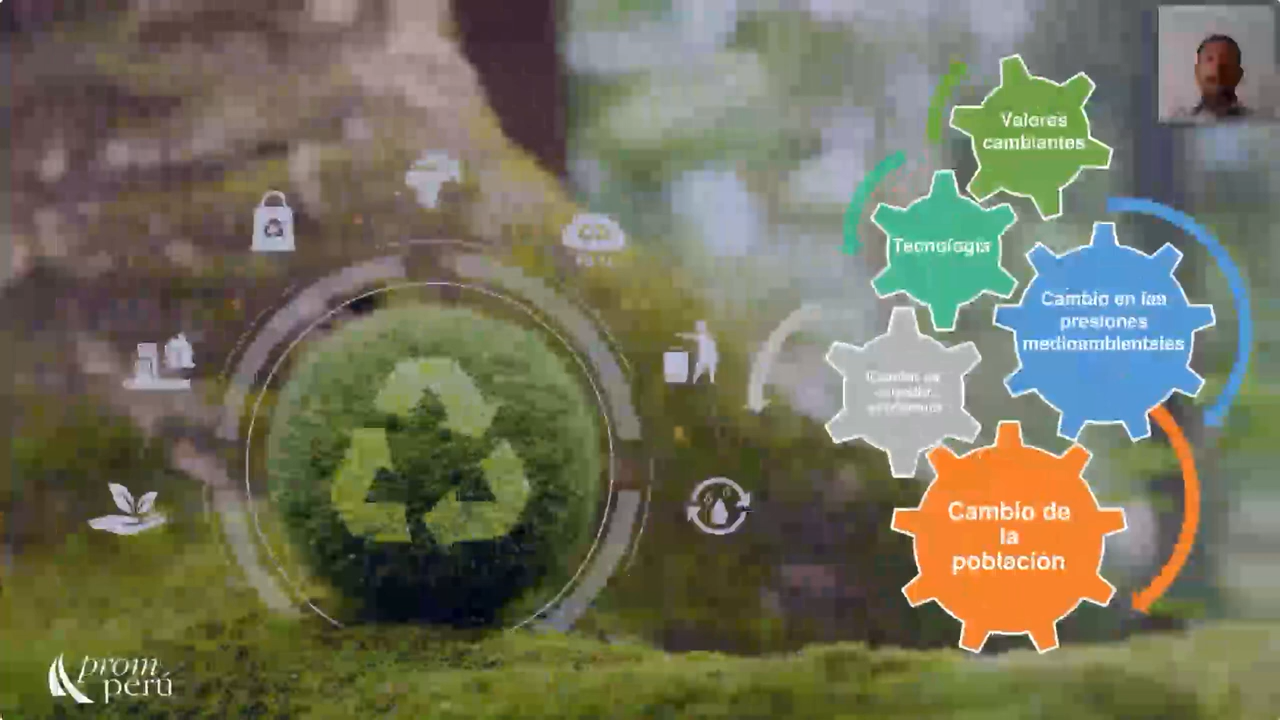 Valores
cambiantes
Tecnología
Cambio en las
presiones
medioambientales
Cambio de
la
población
prom
perú